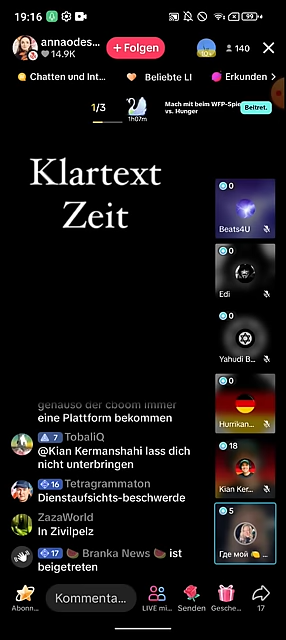 19:16
99+
annaodes...
14.9K
+ Folgen
10+
140
Chatten und Int...
Beliebte LI
Erkunden >
1/3
1h07m
Mach mit beim WFP-Spie
vs. Hunger
Beitret.
Klartext
Zeit
0
Beats4U
0
Edi
0
Yahudi B...
0
Hurrikan...
18
Kian Ker...
5
Где мой 🍋 ...
genauso der cboom immer
eine Plattform bekommen
7 TobaliQ
@Kian Kermanshahi lass dich
nicht unterbringen
16 Tetragrammaton
Dienstaufsichts-beschwerde
ZazaWorld
In Zivilpelz
17 🍉 Branka News 🍉 ist
beigetreten
Abonn...
Kommenta...
LIVE mi...
Senden
Gesche...
17